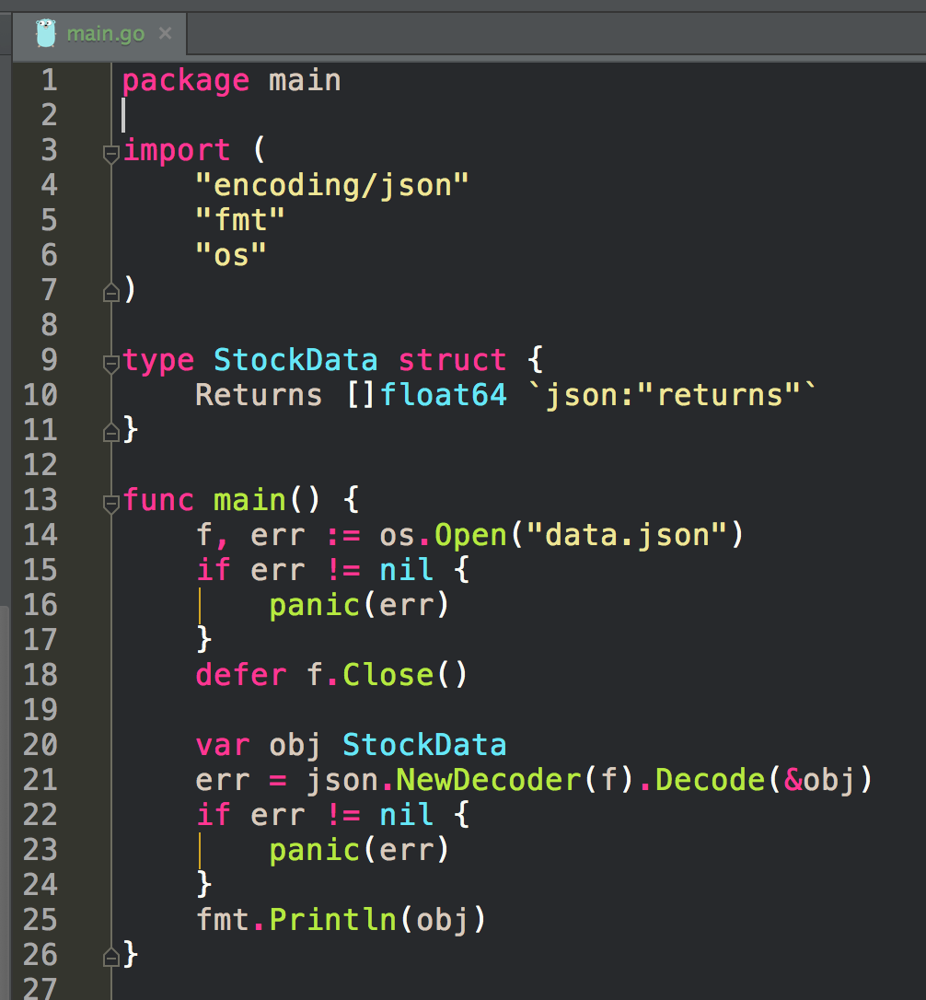 main.go ×
1 package main
2
3 import (
4     "encoding/json"
5     "fmt"
6     "os"
7 )
8
9 type StockData struct {
10     Returns []float64 `json:"returns"`
11 }
12
13 func main() {
14     f, err := os.Open("data.json")
15     if err != nil {
16         panic(err)
17     }
18     defer f.Close()
19
20     var obj StockData
21     err = json.NewDecoder(f).Decode(&obj)
22     if err != nil {
23         panic(err)
24     }
25     fmt.Println(obj)
26 }
27